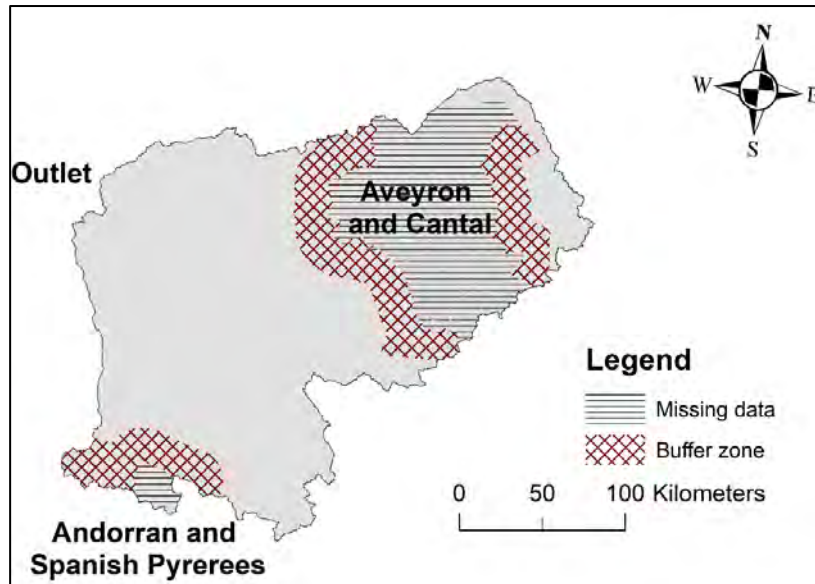 N
W
E
S
Outlet
Aveyron
and Cantal
Legend
Missing data
Buffer zone
0 50 100 Kilometers
Andorran and
Spanish Pyrerees